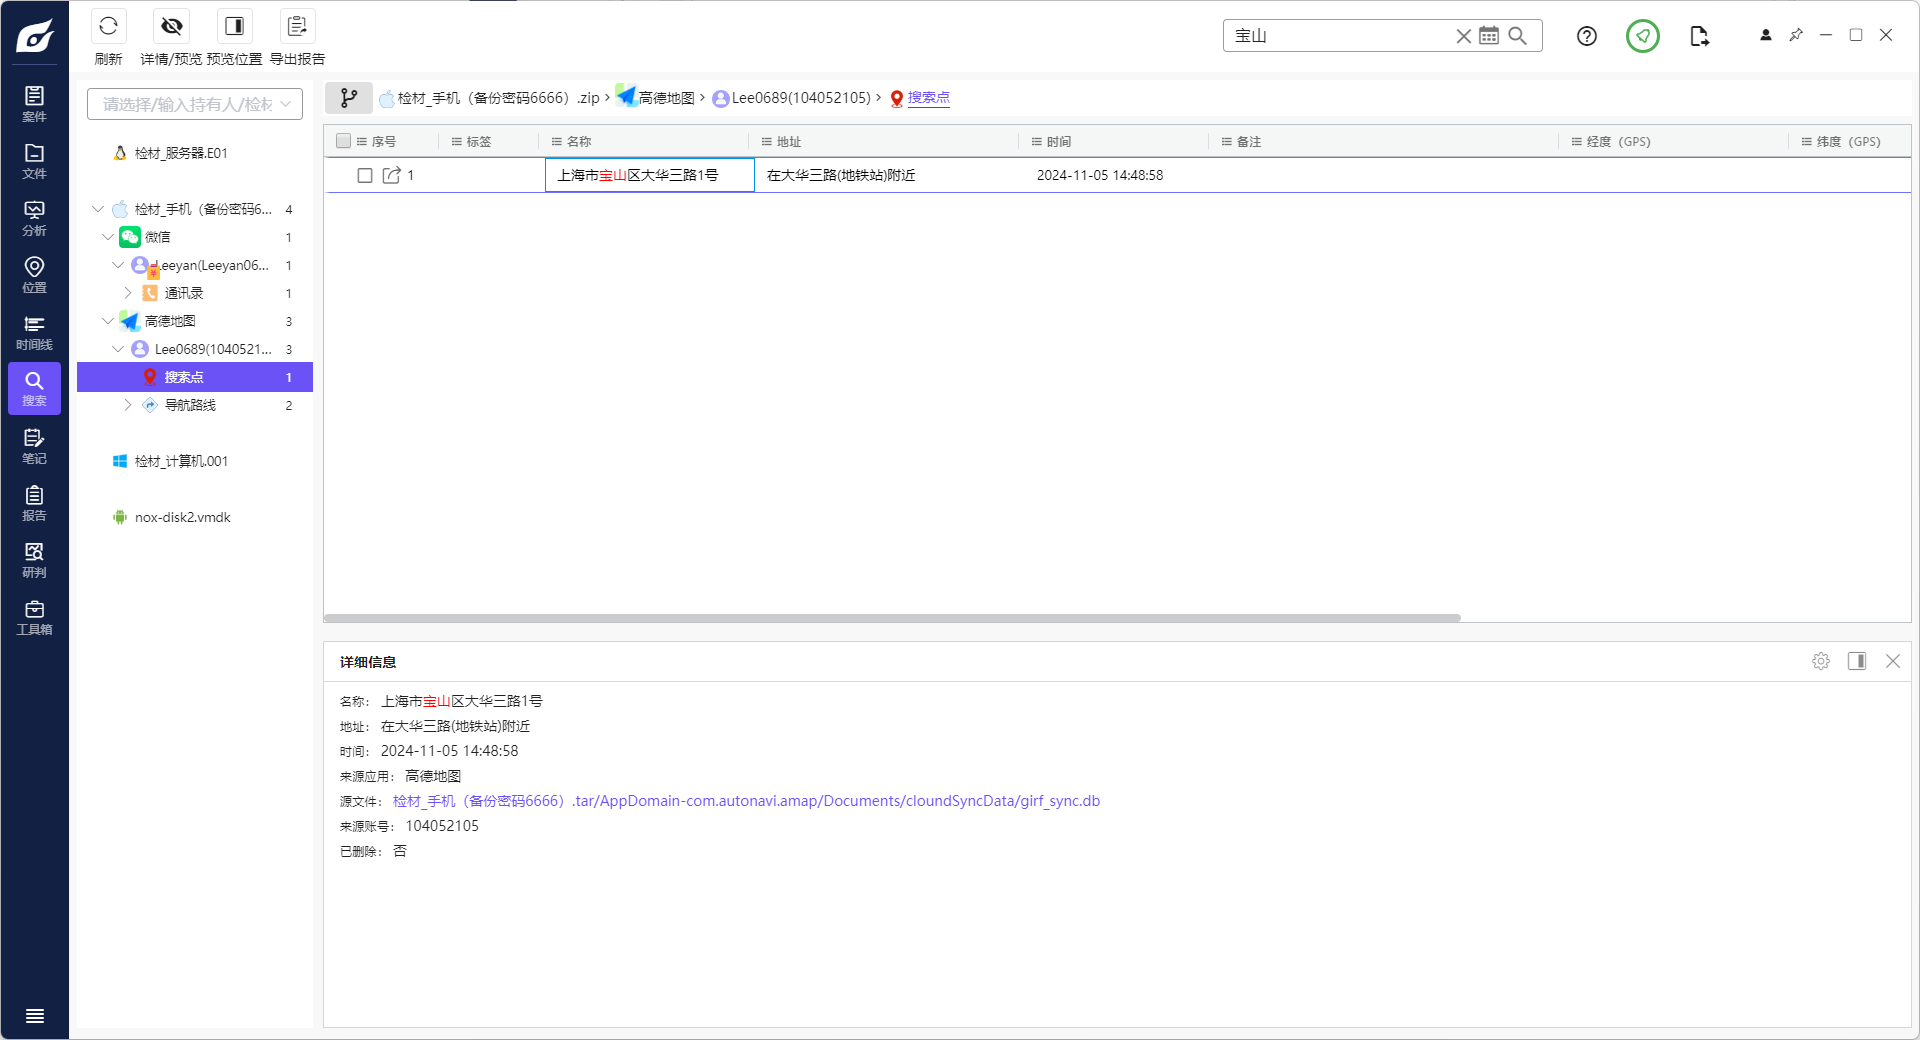 刷新
详情/预览
预览位置
导出报告
宝山
案件
文件
分析
位置
时间线
搜索
笔记
报告
研判
工具箱
请选择/输入持有人/检材
检材_服务器.E01
检材_手机（备份密码6... 4
微信 1
Leeyan(Leeyan06... 1
通讯录 1
高德地图 3
Lee0689(1040521... 3
搜索点 1
导航路线 2
检材_计算机.001
nox-disk2.vmdk
检材_手机（备份密码6666）.zip > 高德地图 > Lee0689(104052105) > 搜索点
序号 标签 名称 地址 时间 备注 经度（GPS） 纬度（GPS）
1 上海市宝山区大华三路1号 在大华三路(地铁站)附近 2024-11-05 14:48:58
详细信息
名称： 上海市宝山区大华三路1号
地址： 在大华三路(地铁站)附近
时间： 2024-11-05 14:48:58
来源应用： 高德地图
源文件： 检材_手机（备份密码6666）.tar/AppDomain-com.autonavi.amap/Documents/cloundSyncData/girf_sync.db
来源账号： 104052105
已删除： 否